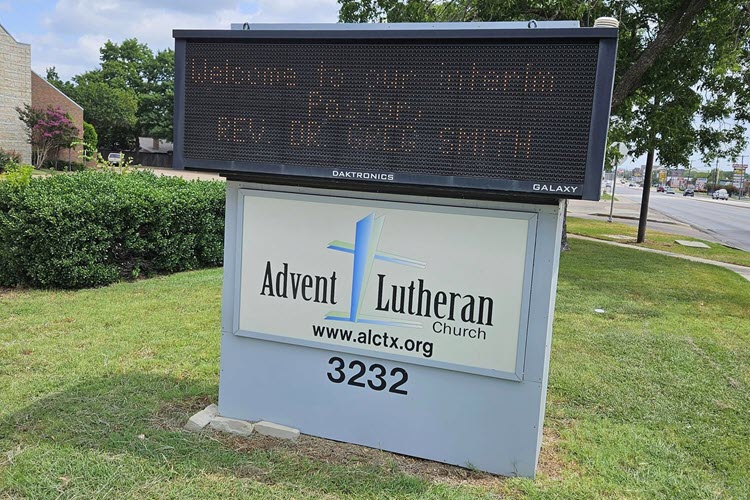 Welcome to our interim
Pastor,
REV. DR GREG SMITH
DAKTRONICS
GALAXY
Advent Lutheran
Church
www.alctx.org
3232